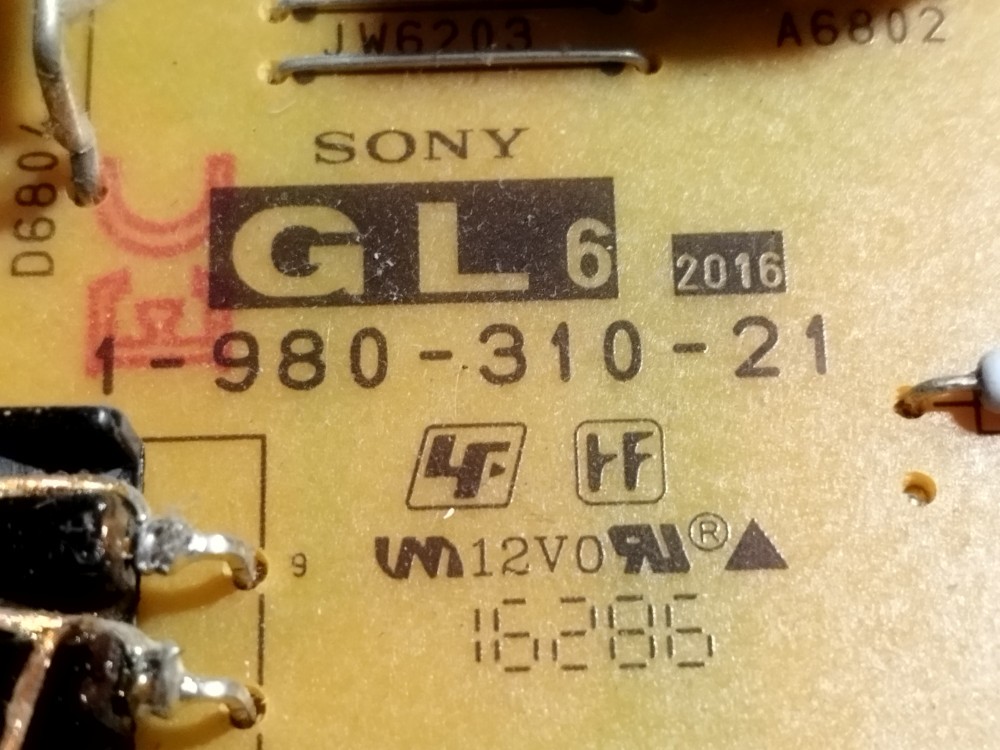 JW6203
A6802
D6804
SONY
GL6 2016
1-980-310-21
LF HF
12V0 ®
16286
9